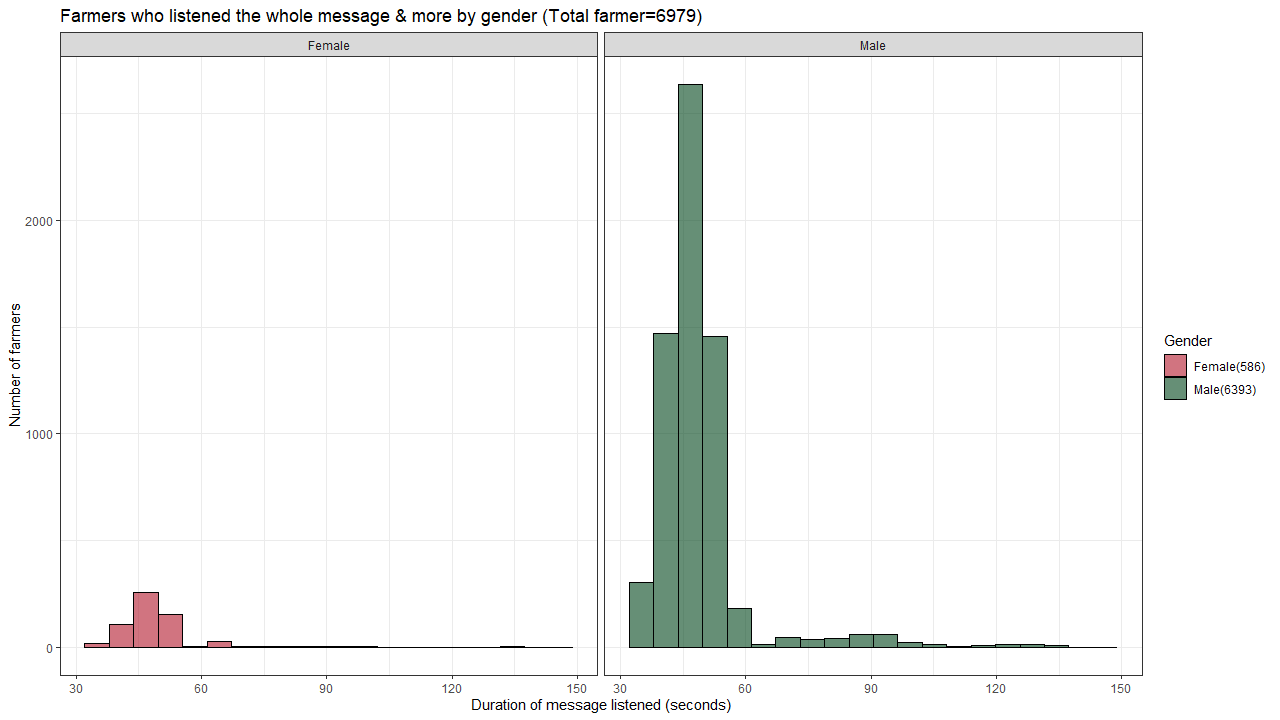 Farmers who listened the whole message & more by gender (Total farmer=6979)
Female
Male
Number of farmers
2000
1000
0
30 60 90 120 150
30 60 90 120 150
Duration of message listened (seconds)
Gender
Female(586)
Male(6393)